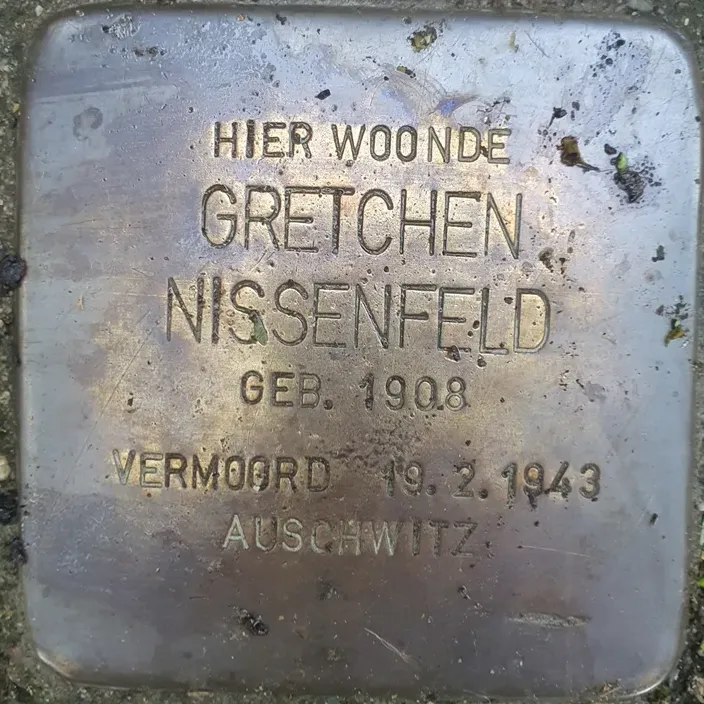 HIER WOONDE
GRETCHEN
NISSENFELD
GEB. 1908
VERMOORD 19.2.1943
AUSCHWITZ